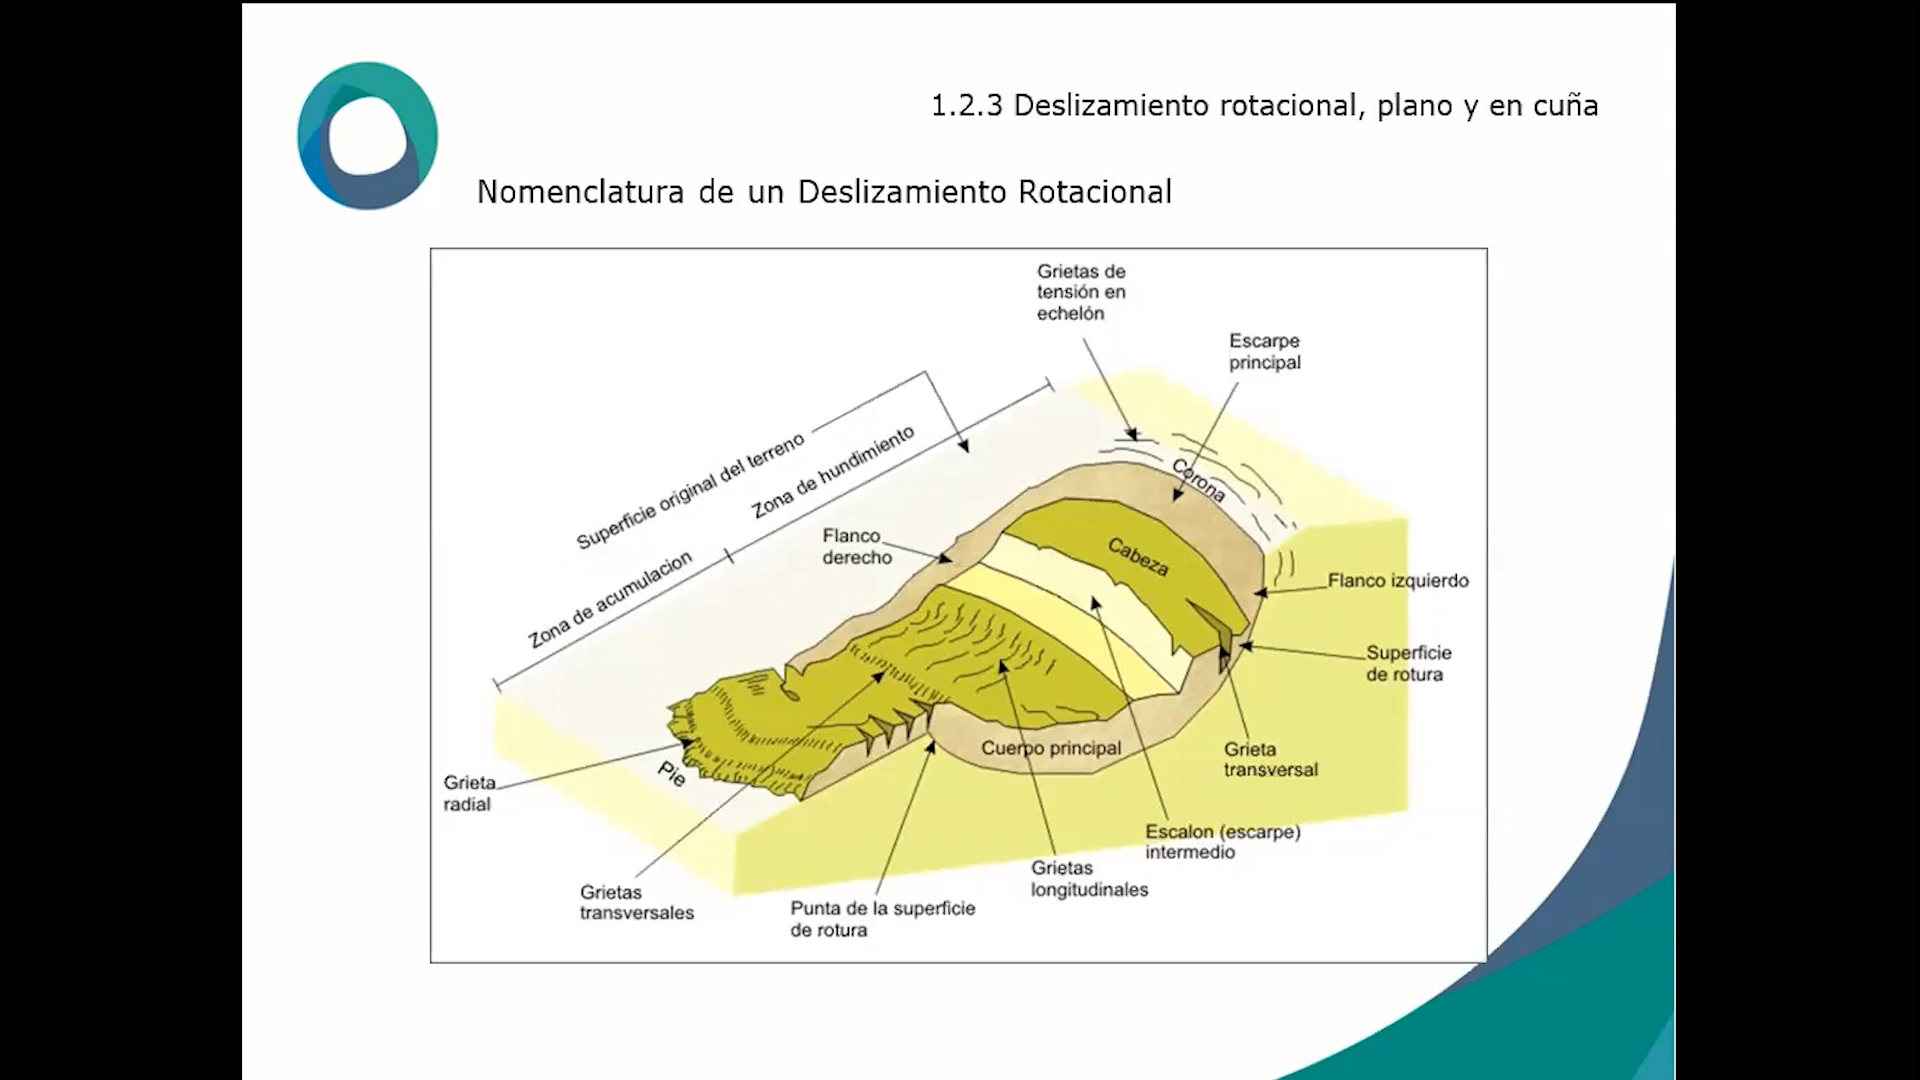 1.2.3 Deslizamiento rotacional, plano y en cuña
Nomenclatura de un Deslizamiento Rotacional
Grietas de
tensión en
echelón
Escarpe
principal
Superficie original del terreno
Zona de hundimiento
Corona
Flanco
derecho
Cabeza
Zona de acumulacion
Flanco izquierdo
Superficie
de rotura
Cuerpo principal
Grieta
transversal
Pie
Grieta
radial
Escalon (escarpe)
intermedio
Grietas
longitudinales
Grietas
transversales
Punta de la superficie
de rotura